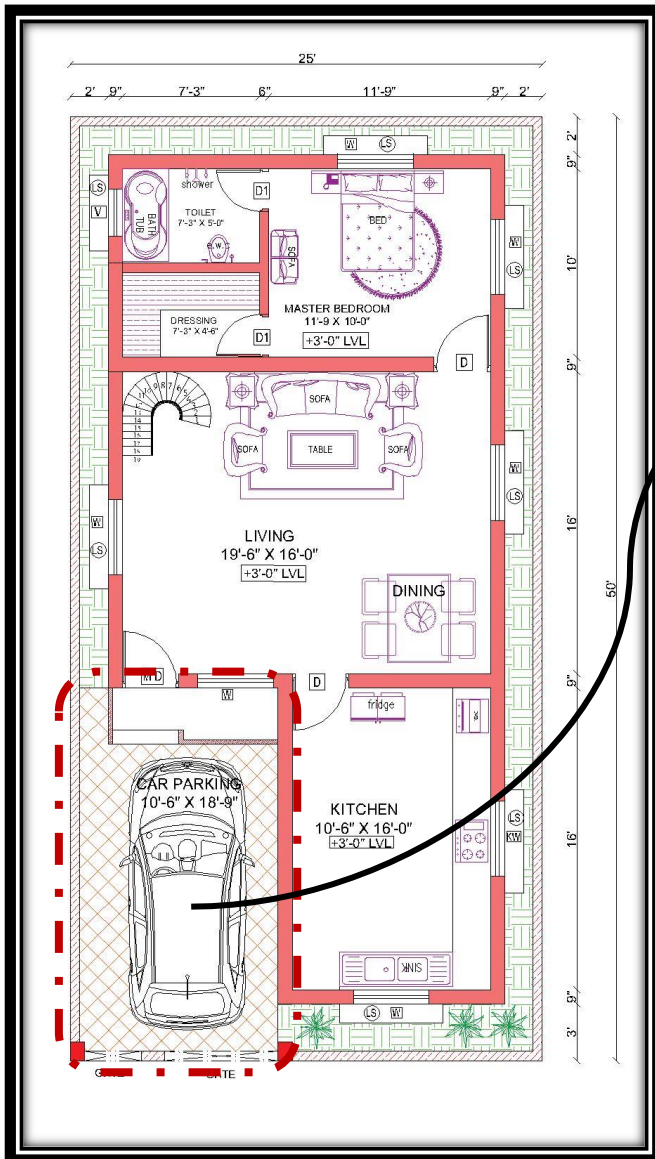 25'
2' 9" 7'-3" 6" 11'-9" 9" 2'
W LS
2'
9"
LS
V
BATH
TUB
shower
TOILET
7'-3" X 5'-0"
W.
D1
BED
SOFA
W
LS
10'
MASTER BEDROOM
11'-9 X 10'-0"
+3'-0" LVL
DRESSING
7'-3" X 4'-6"
D1
D
9"
SOFA
SOFA
TABLE
SOFA
W
LS
16'
W
LS
LIVING
19'-6" X 16'-0"
+3'-0" LVL
DINING
50'
D
W
D
9"
fridge
CAR PARKING
10'-6" X 18'-9"
KITCHEN
10'-6" X 16'-0"
+3'-0" LVL
LS
KW
16'
SINK
LS W
9"
3'
GATE
GATE